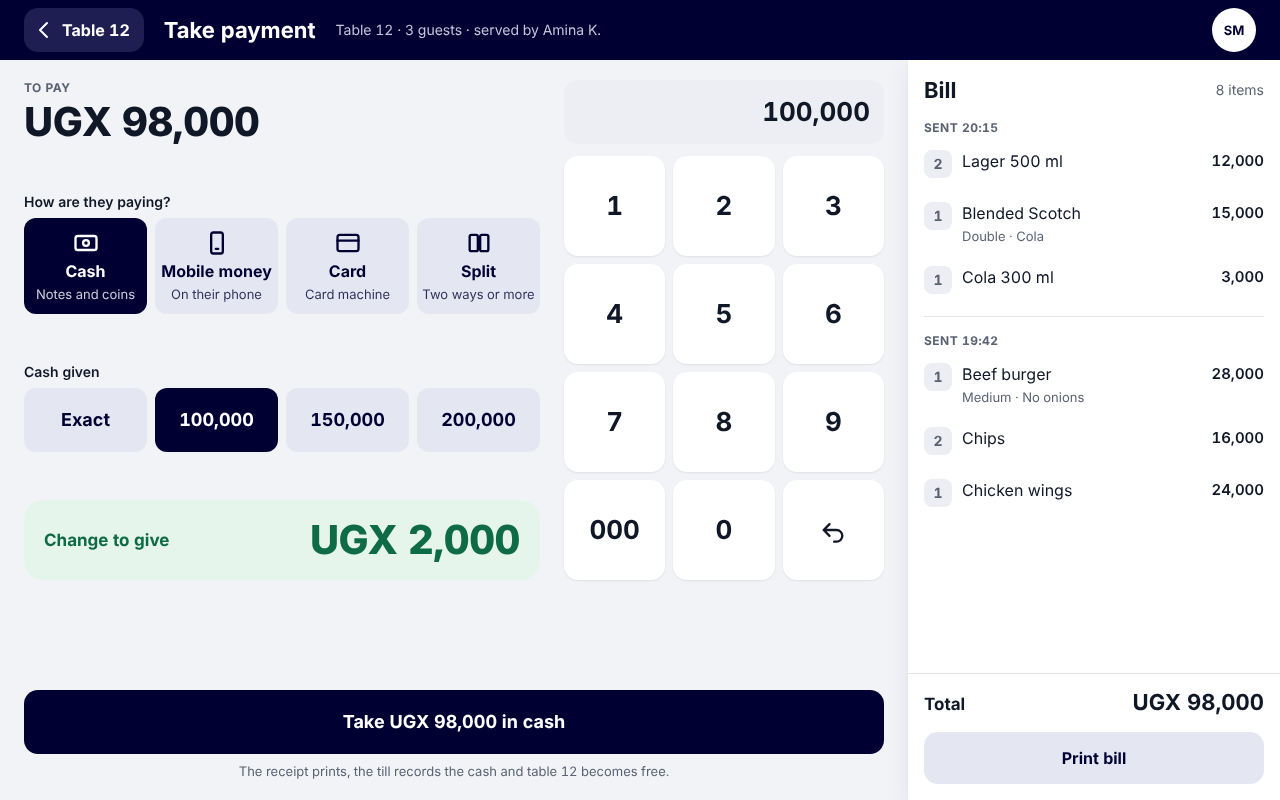 Table 12
Take payment
Table 12 · 3 guests · served by Amina K.
SM
TO PAY
UGX 98,000
How are they paying?
Cash
Notes and coins
Mobile money
On their phone
Card
Card machine
Split
Two ways or more
Cash given
Exact
100,000
150,000
200,000
Change to give
UGX 2,000
100,000
1
2
3
4
5
6
7
8
9
000
0
Take UGX 98,000 in cash
The receipt prints, the till records the cash and table 12 becomes free.
Bill
8 items
SENT 20:15
2 Lager 500 ml 12,000
1 Blended Scotch 15,000
Double · Cola
1 Cola 300 ml 3,000
SENT 19:42
1 Beef burger 28,000
Medium · No onions
2 Chips 16,000
1 Chicken wings 24,000
Total UGX 98,000
Print bill